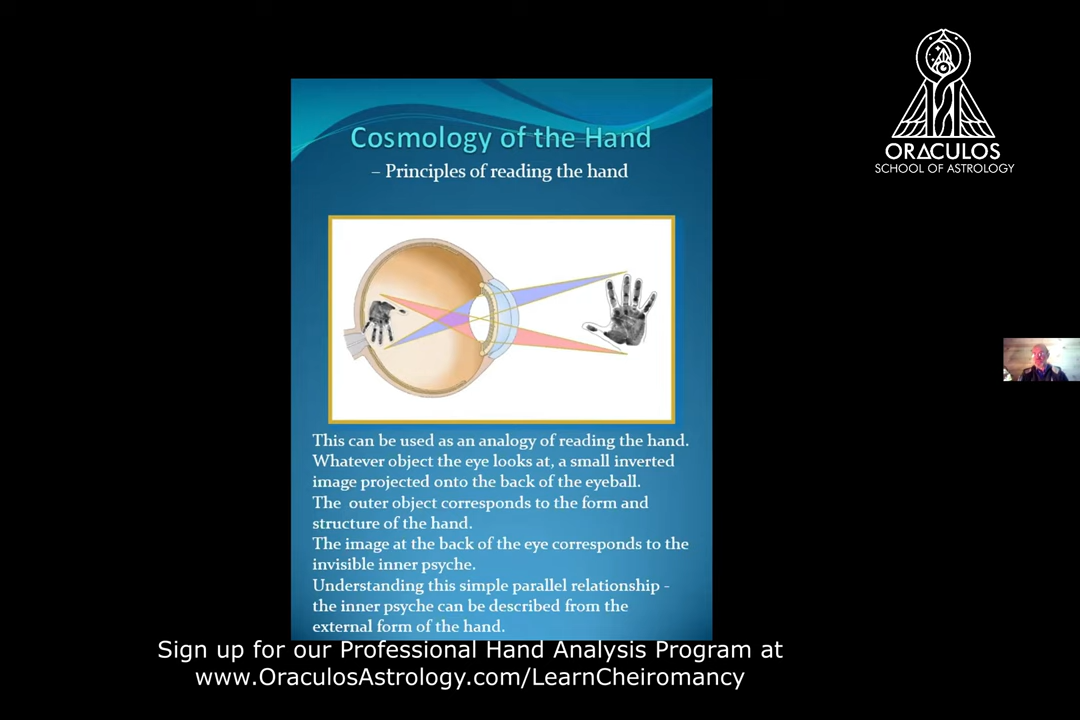 ORACULOS
SCHOOL OF ASTROLOGY
Cosmology of the Hand
– Principles of reading the hand
This can be used as an analogy of reading the hand.
Whatever object the eye looks at, a small inverted
image projected onto the back of the eyeball.
The outer object corresponds to the form and
structure of the hand.
The image at the back of the eye corresponds to the
invisible inner psyche.
Understanding this simple parallel relationship -
the inner psyche can be described from the
external form of the hand.
Sign up for our Professional Hand Analysis Program at
www.OraculosAstrology.com/LearnCheiromancy